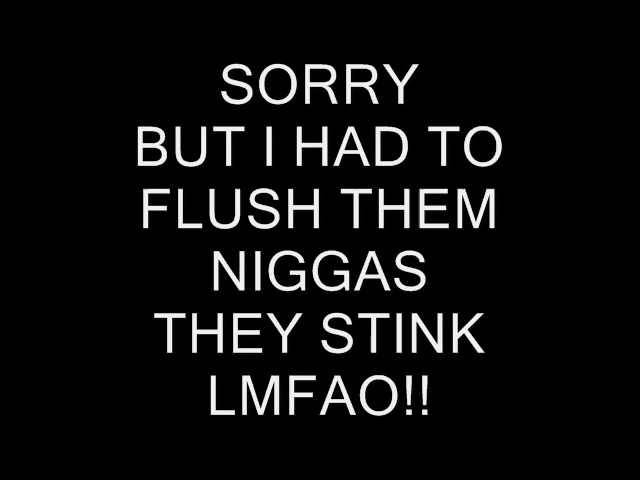 SORRY
BUT I HAD TO
FLUSH THEM
NIGGAS
THEY STINK
LMFAO!!